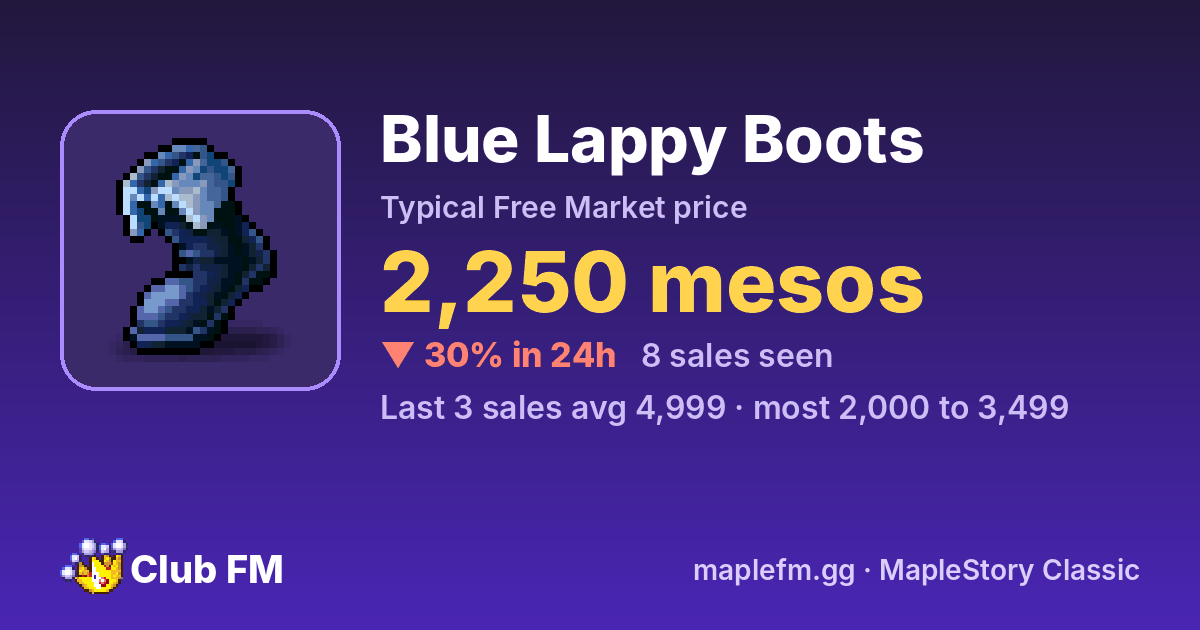 Blue Lappy Boots
Typical Free Market price
2,250 mesos
▼ 30% in 24h 8 sales seen
Last 3 sales avg 4,999 · most 2,000 to 3,499
Club FM
maplefm.gg · MapleStory Classic